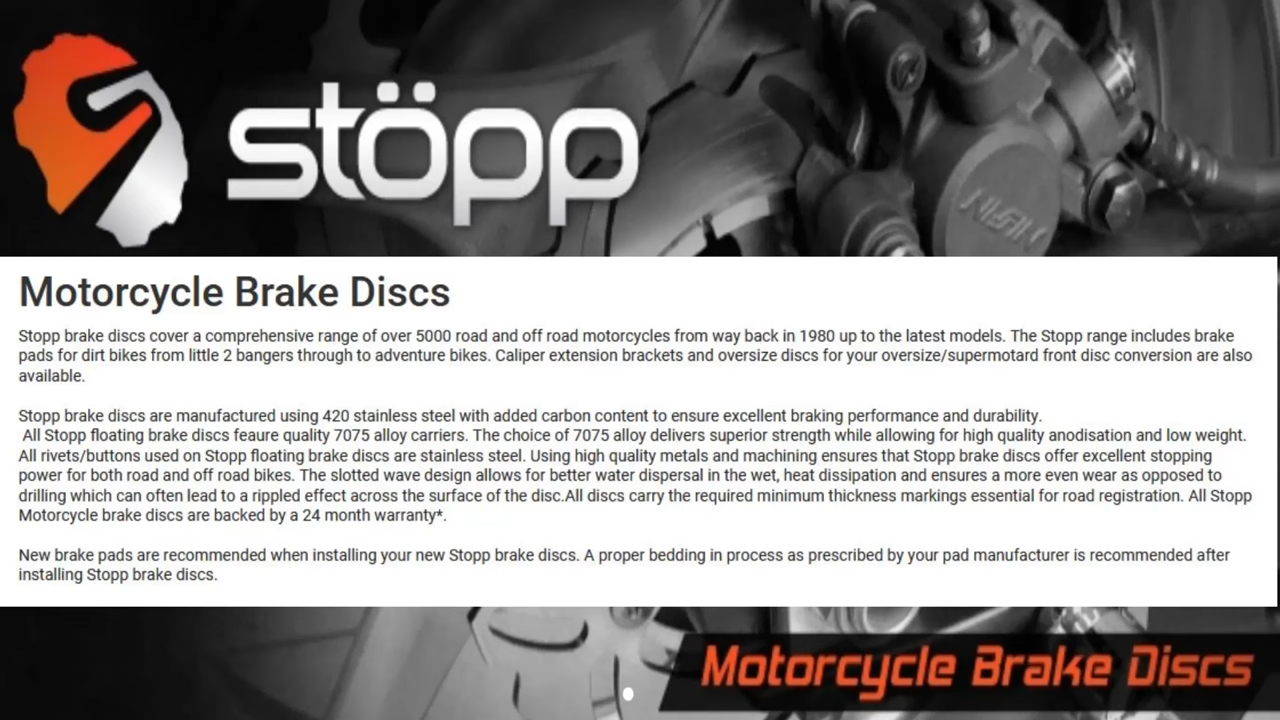 stöpp
NISIN
Motorcycle Brake Discs
Stopp brake discs cover a comprehensive range of over 5000 road and off road motorcycles from way back in 1980 up to the latest models. The Stopp range includes brake
pads for dirt bikes from little 2 bangers through to adventure bikes. Caliper extension brackets and oversize discs for your oversize/supermotard front disc conversion are also
available.
Stopp brake discs are manufactured using 420 stainless steel with added carbon content to ensure excellent braking performance and durability.
All Stopp floating brake discs feaure quality 7075 alloy carriers. The choice of 7075 alloy delivers superior strength while allowing for high quality anodisation and low weight.
All rivets/buttons used on Stopp floating brake discs are stainless steel. Using high quality metals and machining ensures that Stopp brake discs offer excellent stopping
power for both road and off road bikes. The slotted wave design allows for better water dispersal in the wet, heat dissipation and ensures a more even wear as opposed to
drilling which can often lead to a rippled effect across the surface of the disc.All discs carry the required minimum thickness markings essential for road registration. All Stopp
Motorcycle brake discs are backed by a 24 month warranty*.
New brake pads are recommended when installing your new Stopp brake discs. A proper bedding in process as prescribed by your pad manufacturer is recommended after
installing Stopp brake discs.
Motorcycle Brake Discs